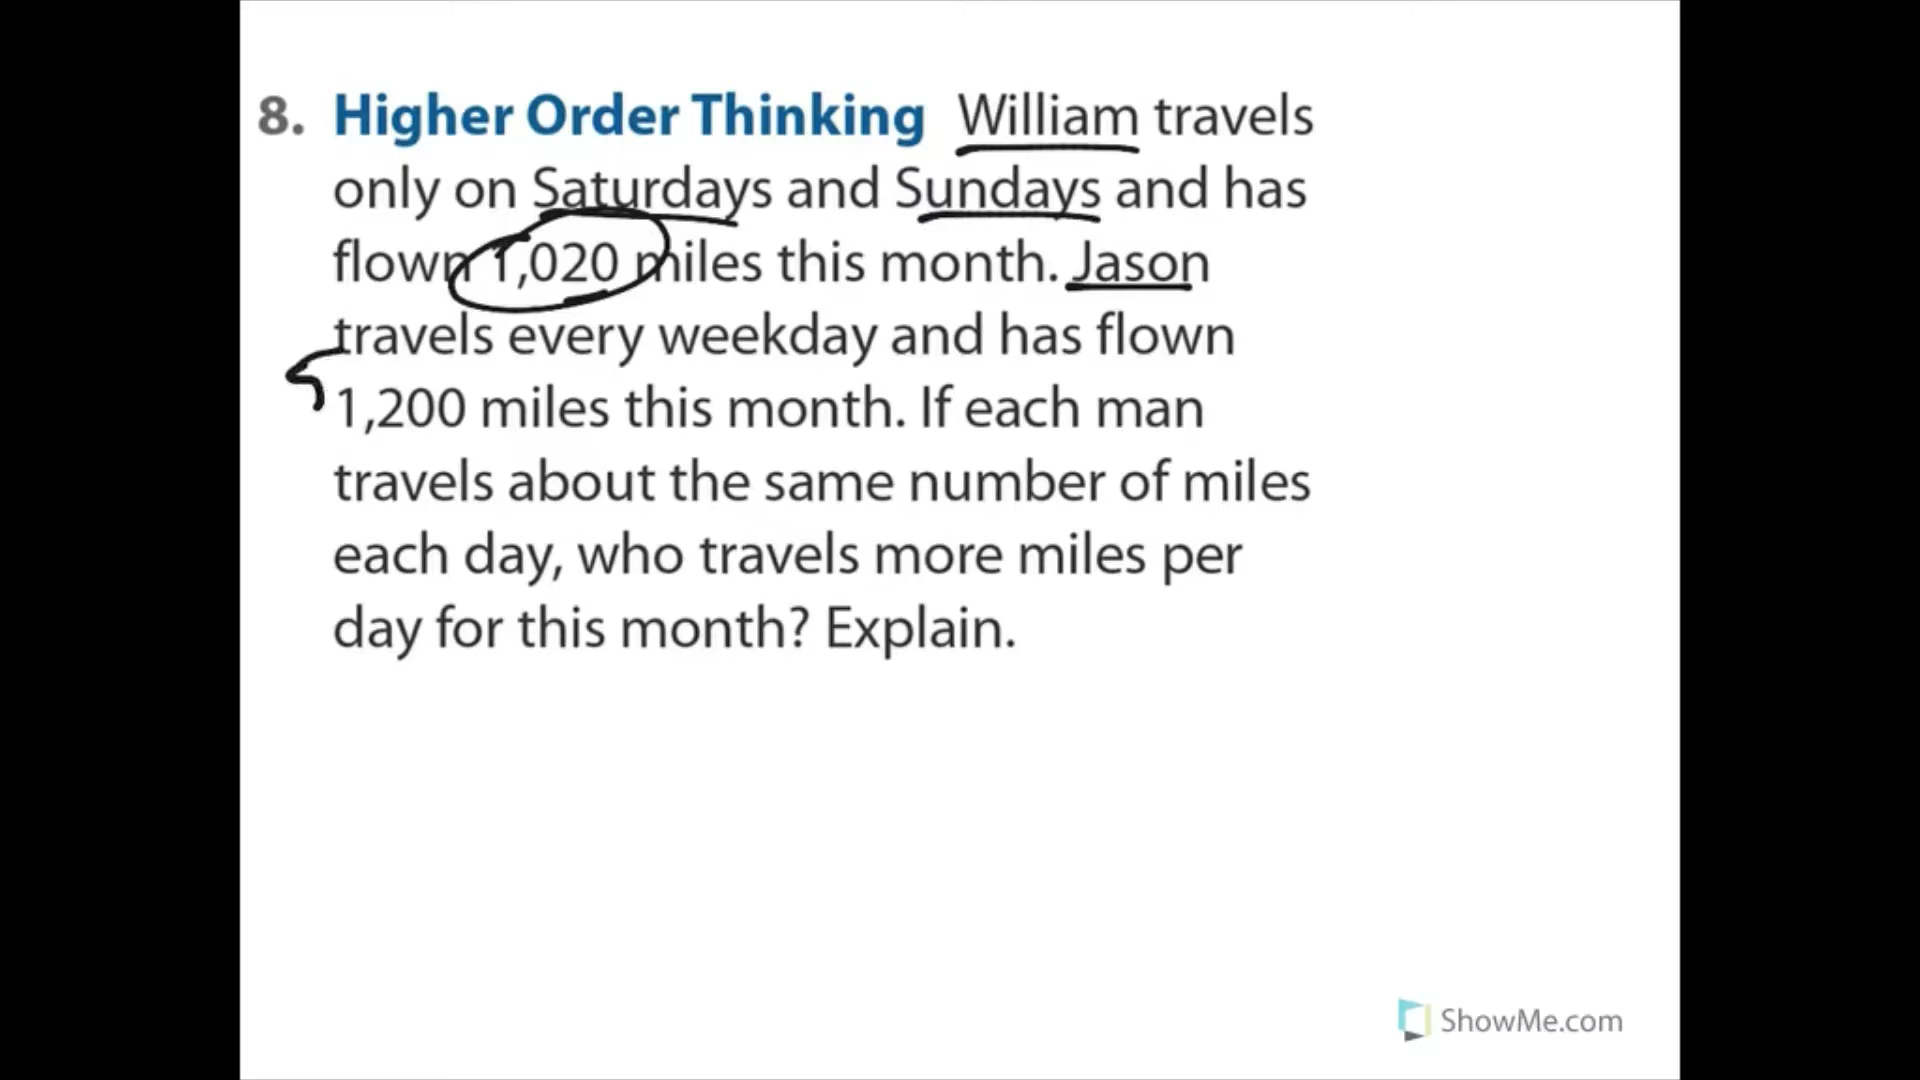 8. Higher Order Thinking William travels
only on Saturdays and Sundays and has
flown 1,020 miles this month. Jason
travels every weekday and has flown
1,200 miles this month. If each man
travels about the same number of miles
each day, who travels more miles per
day for this month? Explain.
ShowMe.com